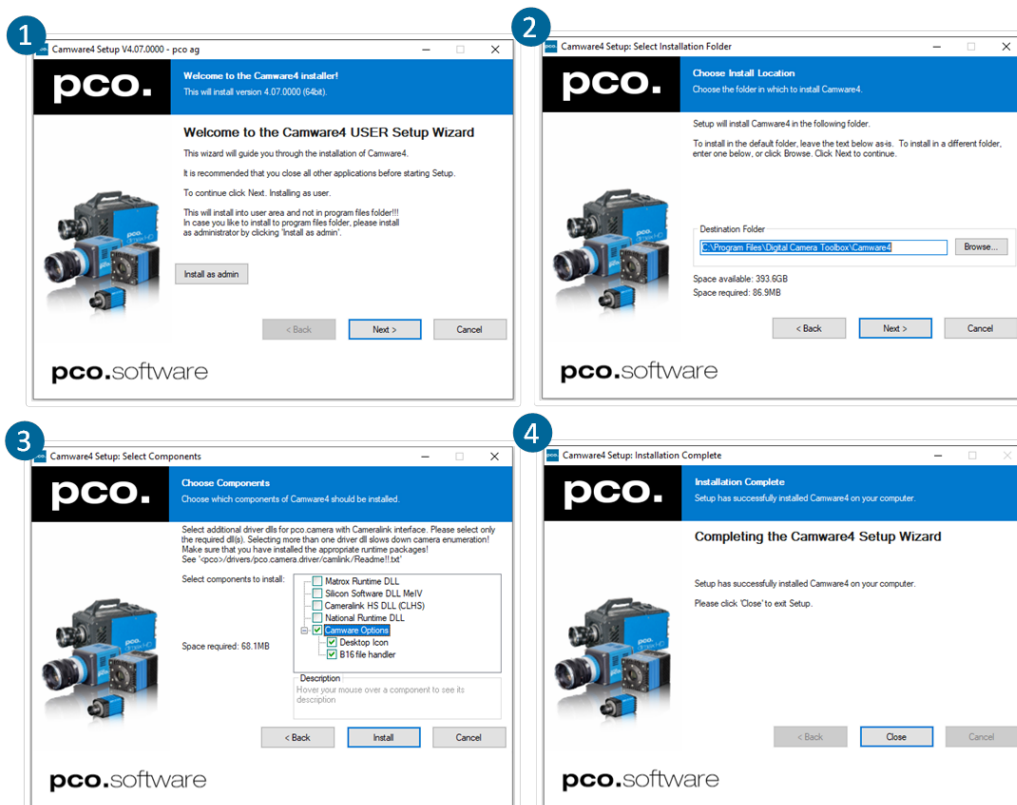 1
Camware4 Setup V4.07.0000 - pco ag
pco.
Welcome to the Camware4 installer!
This will install version 4.07.0000 (64bit).
Welcome to the Camware4 USER Setup Wizard
This wizard will guide you through the installation of Camware4.
It is recommended that you close all other applications before starting Setup.
To continue click Next. Installing as user.
This will install into user area and not in program files folder!!!
In case you like to install to program files folder, please install
as administrator by clicking 'Install as admin'.
Install as admin
< Back
Next >
Cancel
pco.software
2
Camware4 Setup: Select Installation Folder
pco.
Choose Install Location
Choose the folder in which to install Camware4.
Setup will install Camware4 in the following folder.
To install in the default folder, leave the text below as-is. To install in a different folder,
enter one below, or click Browse. Click Next to continue.
Destination Folder
C:\Program Files\Digital Camera Toolbox\Camware4
Browse...
Space available: 393.6GB
Space required: 86.9MB
< Back
Next >
Cancel
pco.software
3
Camware4 Setup: Select Components
pco.
Choose Components
Choose which components of Camware4 should be installed.
Select additional driver dlls for pco.camera with Cameralink interface. Please select only
the required dll(s). Selecting more than one driver dll slows down camera enumeration!
Make sure that you have installed the appropriate runtime packages!
See '<pco>/drivers/pco.camera.driver/camlink/Readme!!.txt'
Select components to install:
Matrox Runtime DLL
Silicon Software DLL MeIV
Cameralink HS DLL (CLHS)
National Runtime DLL
Camware Options
Desktop Icon
B16 file handler
Space required: 68.1MB
Description
Hover your mouse over a component to see its
description
< Back
Install
Cancel
pco.software
4
Camware4 Setup: Installation Complete
pco.
Installation Complete
Setup has successfully installed Camware4 on your computer.
Completing the Camware4 Setup Wizard
Setup has successfully installed Camware4 on your computer.
Please click 'Close' to exit Setup.
< Back
Close
Cancel
pco.software